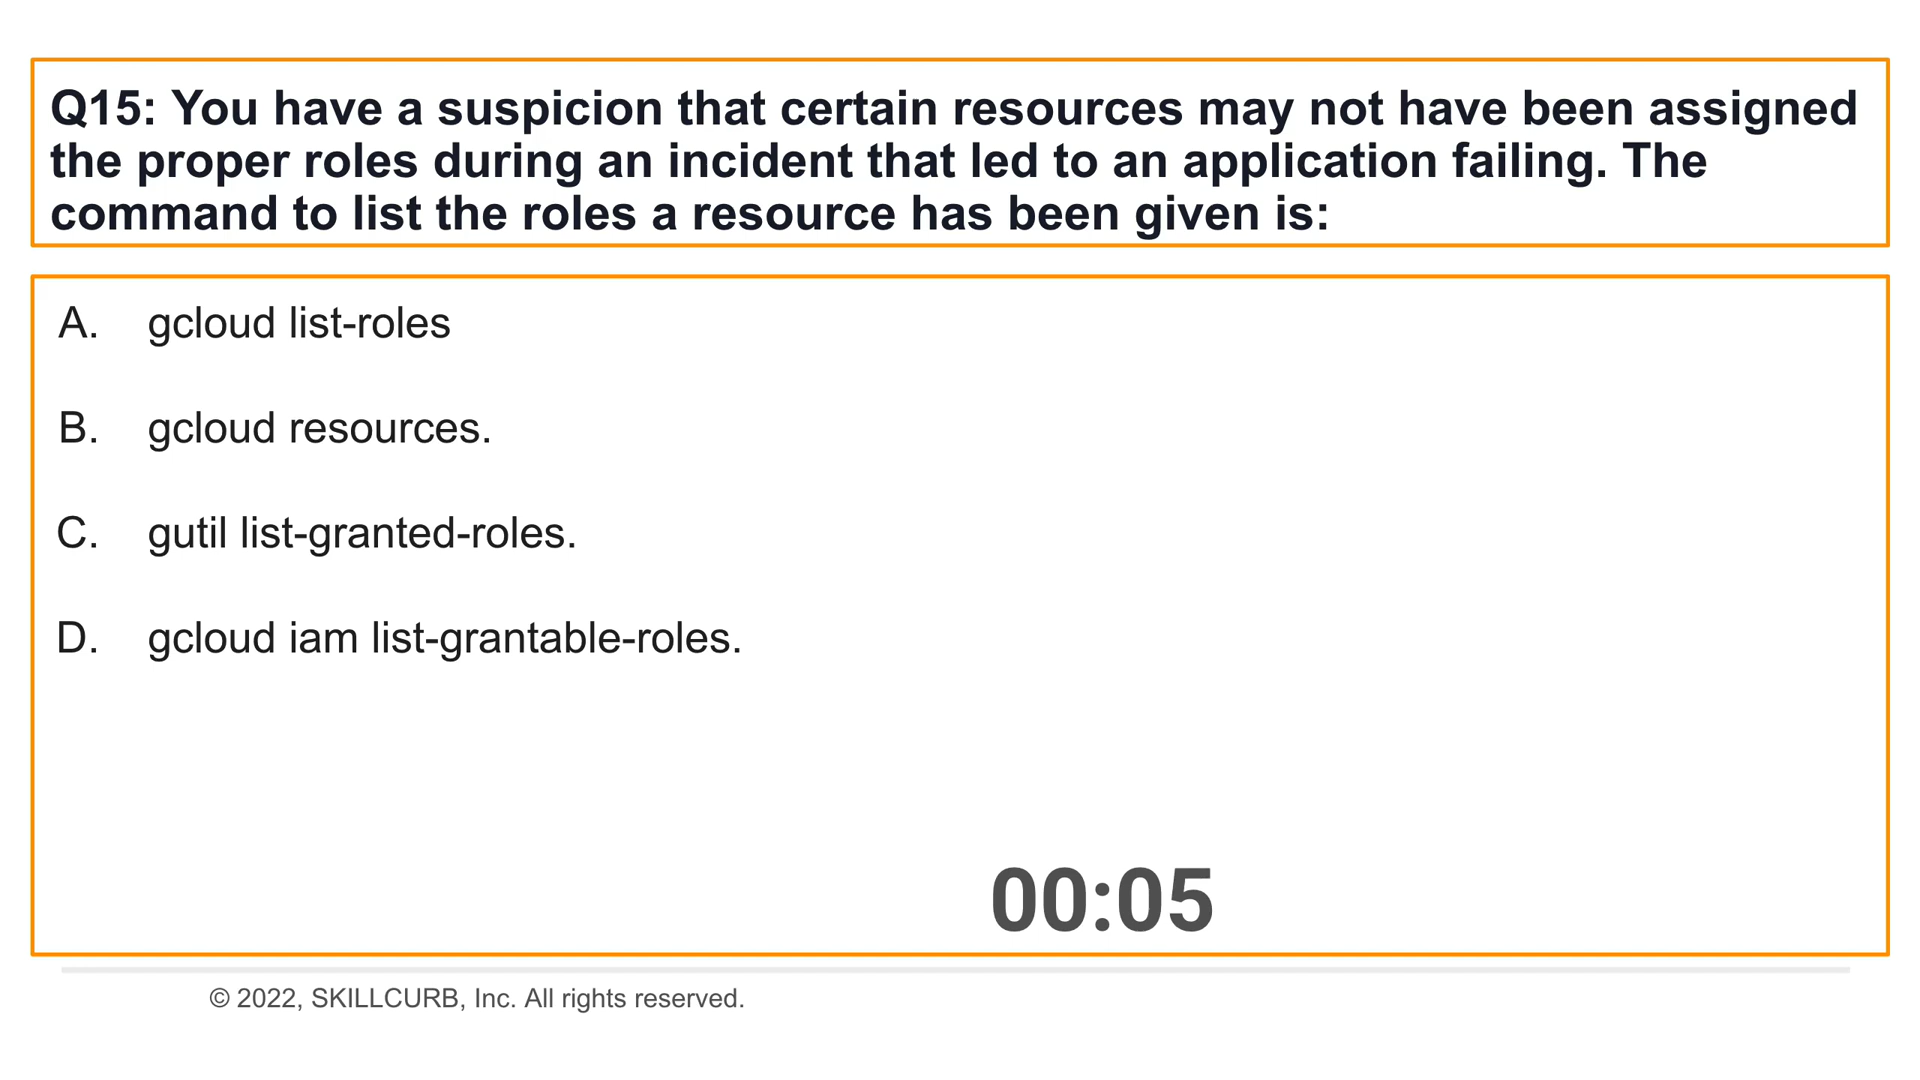 Q15: You have a suspicion that certain resources may not have been assigned
the proper roles during an incident that led to an application failing. The
command to list the roles a resource has been given is:
A. gcloud list-roles
B. gcloud resources.
C. gutil list-granted-roles.
D. gcloud iam list-grantable-roles.
00:05
© 2022, SKILLCURB, Inc. All rights reserved.